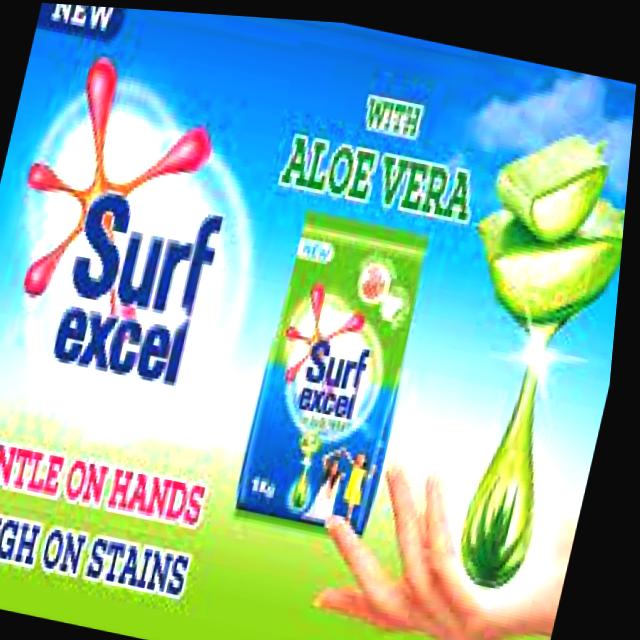 NEW
Surf
excel
WITH
ALOE VERA
NEW
Surf
excel
1Kg
NTLE ON HANDS
GH ON STAINS